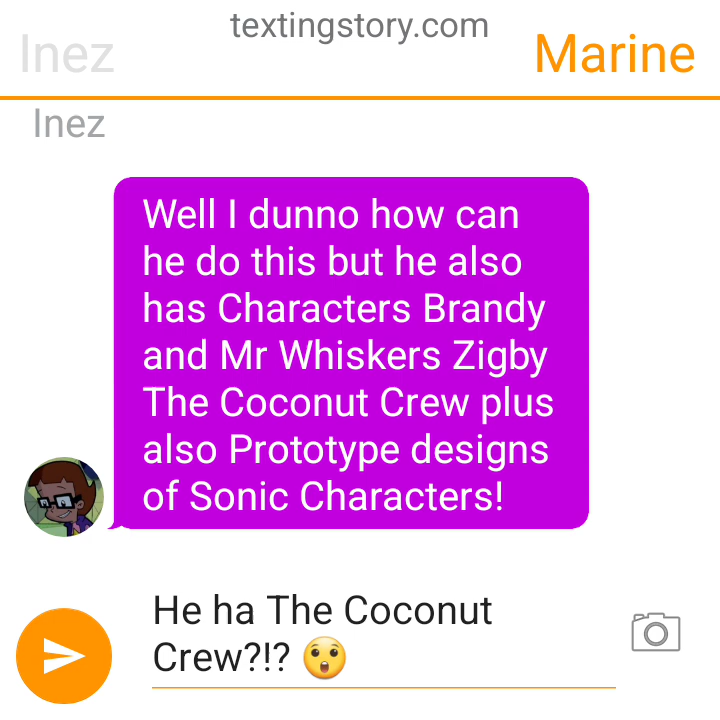 textingstory.com
Inez
Marine
Inez
Well I dunno how can
he do this but he also
has Characters Brandy
and Mr Whiskers Zigby
The Coconut Crew plus
also Prototype designs
of Sonic Characters!
He ha The Coconut
Crew?!? 😲